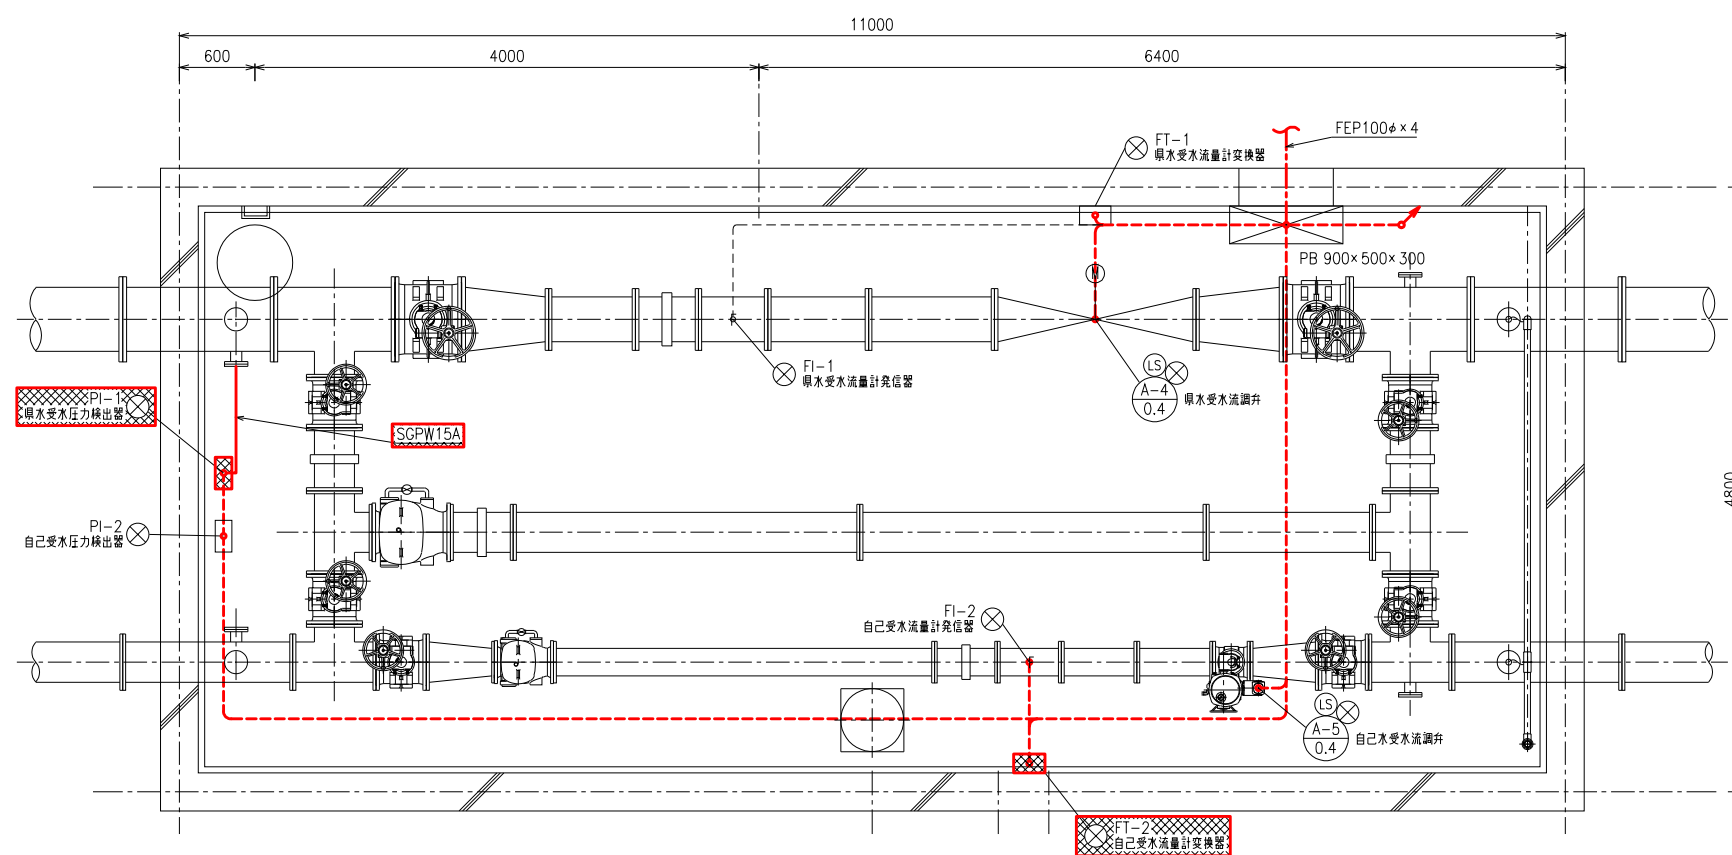 11000
600
4000
6400
FEP100φ×4
FT-1
県水受水流量計変換器
PB 900×500×300
M
FI-1
県水受水流量計発信器
LS
A-4
0.4
県水受水流調弁
PI-1
県水受水圧力検出器
SGPW15A
4800
PI-2
自己受水圧力検出器
FI-2
自己受水流量計発信器
LS
A-5
0.4
自己水受水流調弁
FT-2
自己受水流量計変換器